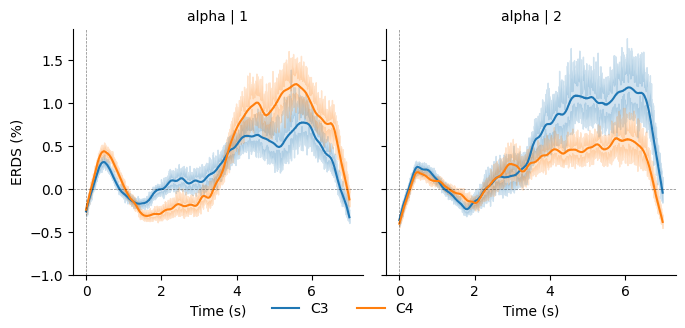 alpha | 1
alpha | 2
ERDS (%)
1.5
1.0
0.5
0.0
−0.5
−1.0
0 2 4 6
0 2 4 6
Time (s)
Time (s)
C3 C4